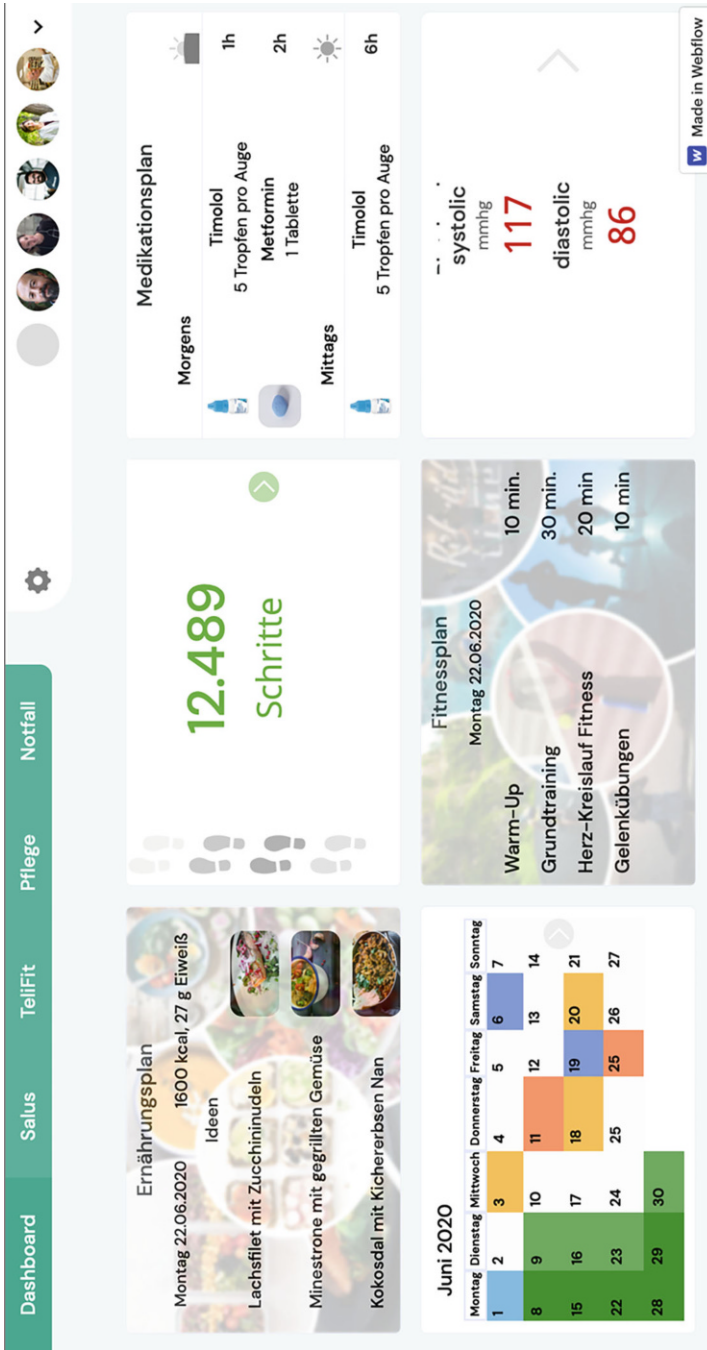 Dashboard Salus TeliFit Pflege Notfall
Ernährungsplan
Montag 22.06.2020 1600 kcal, 27 g Eiweiß
Ideen
Lachsfilet mit Zucchininudeln
Minestrone mit gegrillten Gemüse
Kokosdal mit Kichererbsen Nan
12.489
Schritte
Medikationsplan
Morgens
Timolol 1h
5 Tropfen pro Auge
Metformin 2h
1 Tablette
Mittags
Timolol 6h
5 Tropfen pro Auge
Juni 2020
Montag Dienstag Mittwoch Donnerstag Freitag Samstag Sonntag
1 2 3 4 5 6 7
8 9 10 11 12 13 14
15 16 17 18 19 20 21
22 23 24 25 25 26 27
28 29 30
Fitnessplan
Montag 22.06.2020
Warm-Up 10 min.
Grundtraining 30 min.
Herz-Kreislauf Fitness 20 min
Gelenkübungen 10 min
systolic
mmhg
117
diastolic
mmhg
86
Made in Webflow